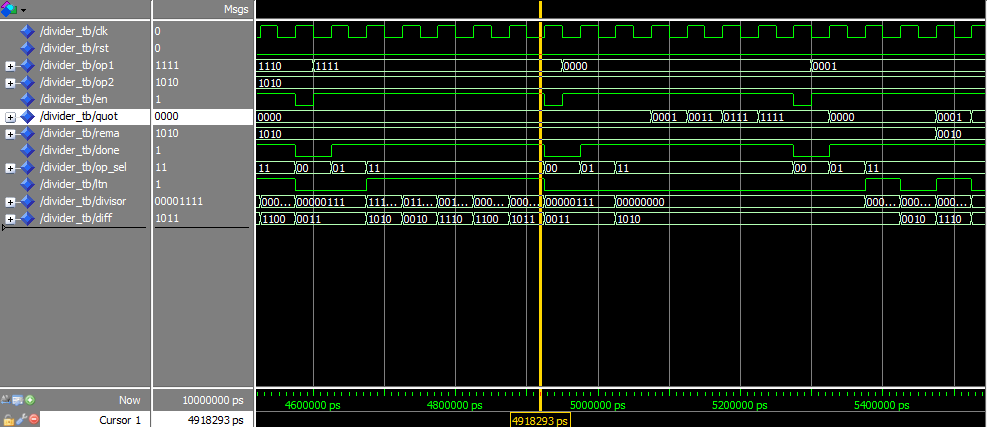 Msgs
/divider_tb/clk 0
/divider_tb/rst 0
/divider_tb/op1 1111 1110 1111 0000 0001
/divider_tb/op2 1010 1010
/divider_tb/en 1
/divider_tb/quot 0000 0000 0001 0011 0111 1111 0000 0001
/divider_tb/rema 1010 1010 0010
/divider_tb/done 1
/divider_tb/op_sel 11 11 00 01 11 00 01 11 00 01 11
/divider_tb/ltn 1
/divider_tb/divisor 00001111 000... 00000111 111... 011... 001... 000... 000... 00000111 00000000 000... 000... 000...
/divider_tb/diff 1011 1100 0011 1010 0010 1110 1100 1011 0011 1010 0010 1110
Now 10000000 ps 4600000 ps 4800000 ps 5000000 ps 5200000 ps 5400000 ps
Cursor 1 4918293 ps 4918293 ps